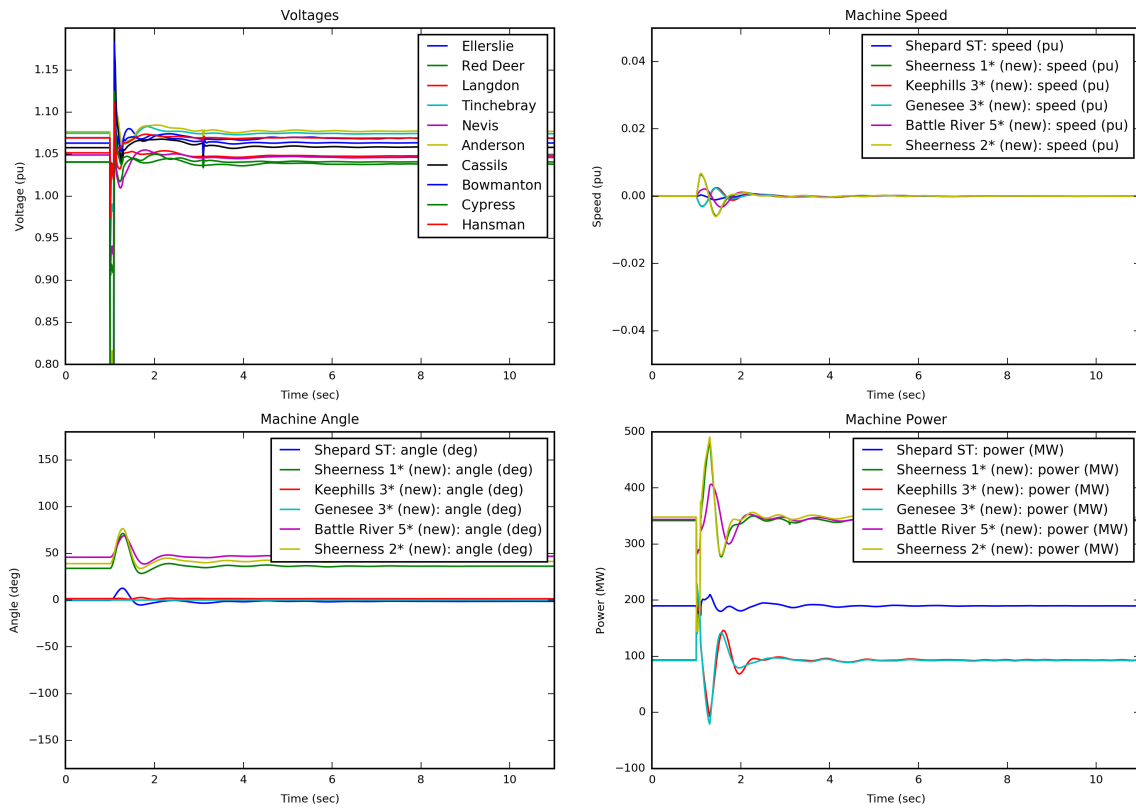 Voltages
1.15
1.10
1.05
1.00
0.95
0.90
0.85
0.80
Voltage (pu)
Ellerslie
Red Deer
Langdon
Tinchebray
Nevis
Anderson
Cassils
Bowmanton
Cypress
Hansman
0 2 4 6 8 10
Time (sec)
Machine Speed
0.04
0.02
0.00
−0.02
−0.04
Speed (pu)
Shepard ST: speed (pu)
Sheerness 1* (new): speed (pu)
Keephills 3* (new): speed (pu)
Genesee 3* (new): speed (pu)
Battle River 5* (new): speed (pu)
Sheerness 2* (new): speed (pu)
0 2 4 6 8 10
Time (sec)
Machine Angle
150
100
50
0
−50
−100
−150
Angle (deg)
Shepard ST: angle (deg)
Sheerness 1* (new): angle (deg)
Keephills 3* (new): angle (deg)
Genesee 3* (new): angle (deg)
Battle River 5* (new): angle (deg)
Sheerness 2* (new): angle (deg)
0 2 4 6 8 10
Time (sec)
Machine Power
500
400
300
200
100
0
−100
Power (MW)
Shepard ST: power (MW)
Sheerness 1* (new): power (MW)
Keephills 3* (new): power (MW)
Genesee 3* (new): power (MW)
Battle River 5* (new): power (MW)
Sheerness 2* (new): power (MW)
0 2 4 6 8 10
Time (sec)